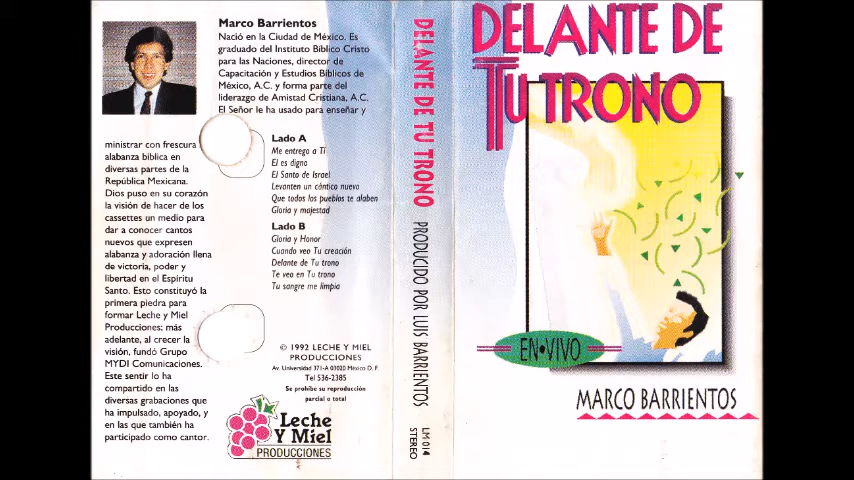 Marco Barrientos
Nació en la Ciudad de México. Es
graduado del Instituto Bíblico Cristo
para las Naciones, director de
Capacitación y Estudios Bíblicos de
México, A.C. y forma parte del
liderazgo de Amistad Cristiana, A.C.
El Señor le ha usado para enseñar y
ministrar con frescura
alabanza bíblica en
diversas partes de la
República Mexicana.
Dios puso en su corazón
la visión de hacer de los
cassettes un medio para
dar a conocer cantos
nuevos que expresen
alabanza y adoración llena
de victoria, poder y
libertad en el Espíritu
Santo. Esto constituyó la
primera piedra para
formar Leche y Miel
Producciones; más
adelante, al crecer la
visión, fundó Grupo
MYDI Comunicaciones.
Este sentir lo ha
compartido en las
diversas grabaciones que
ha impulsado, apoyado, y
en las que también ha
participado como cantor.
Lado A
Me entrego a Ti
El es digno
El Santo de Israel
Levanten un cántico nuevo
Que todos los pueblos te alaben
Gloria y majestad
Lado B
Gloria y Honor
Cuando veo Tu creación
Delante de Tu trono
Te veo en Tu trono
Tu sangre me limpia
© 1992 LECHE Y MIEL
PRODUCCIONES
Av. Universidad 371-A 03020 México D. F.
Tel 536-2385
Se prohíbe su reproducción
parcial o total
Leche
Y Miel
PRODUCCIONES
DELANTE DE TU TRONO
PRODUCIDO POR LUIS BARRIENTOS
LM 014
STEREO
DELANTE DE
TU TRONO
EN•VIVO
MARCO BARRIENTOS